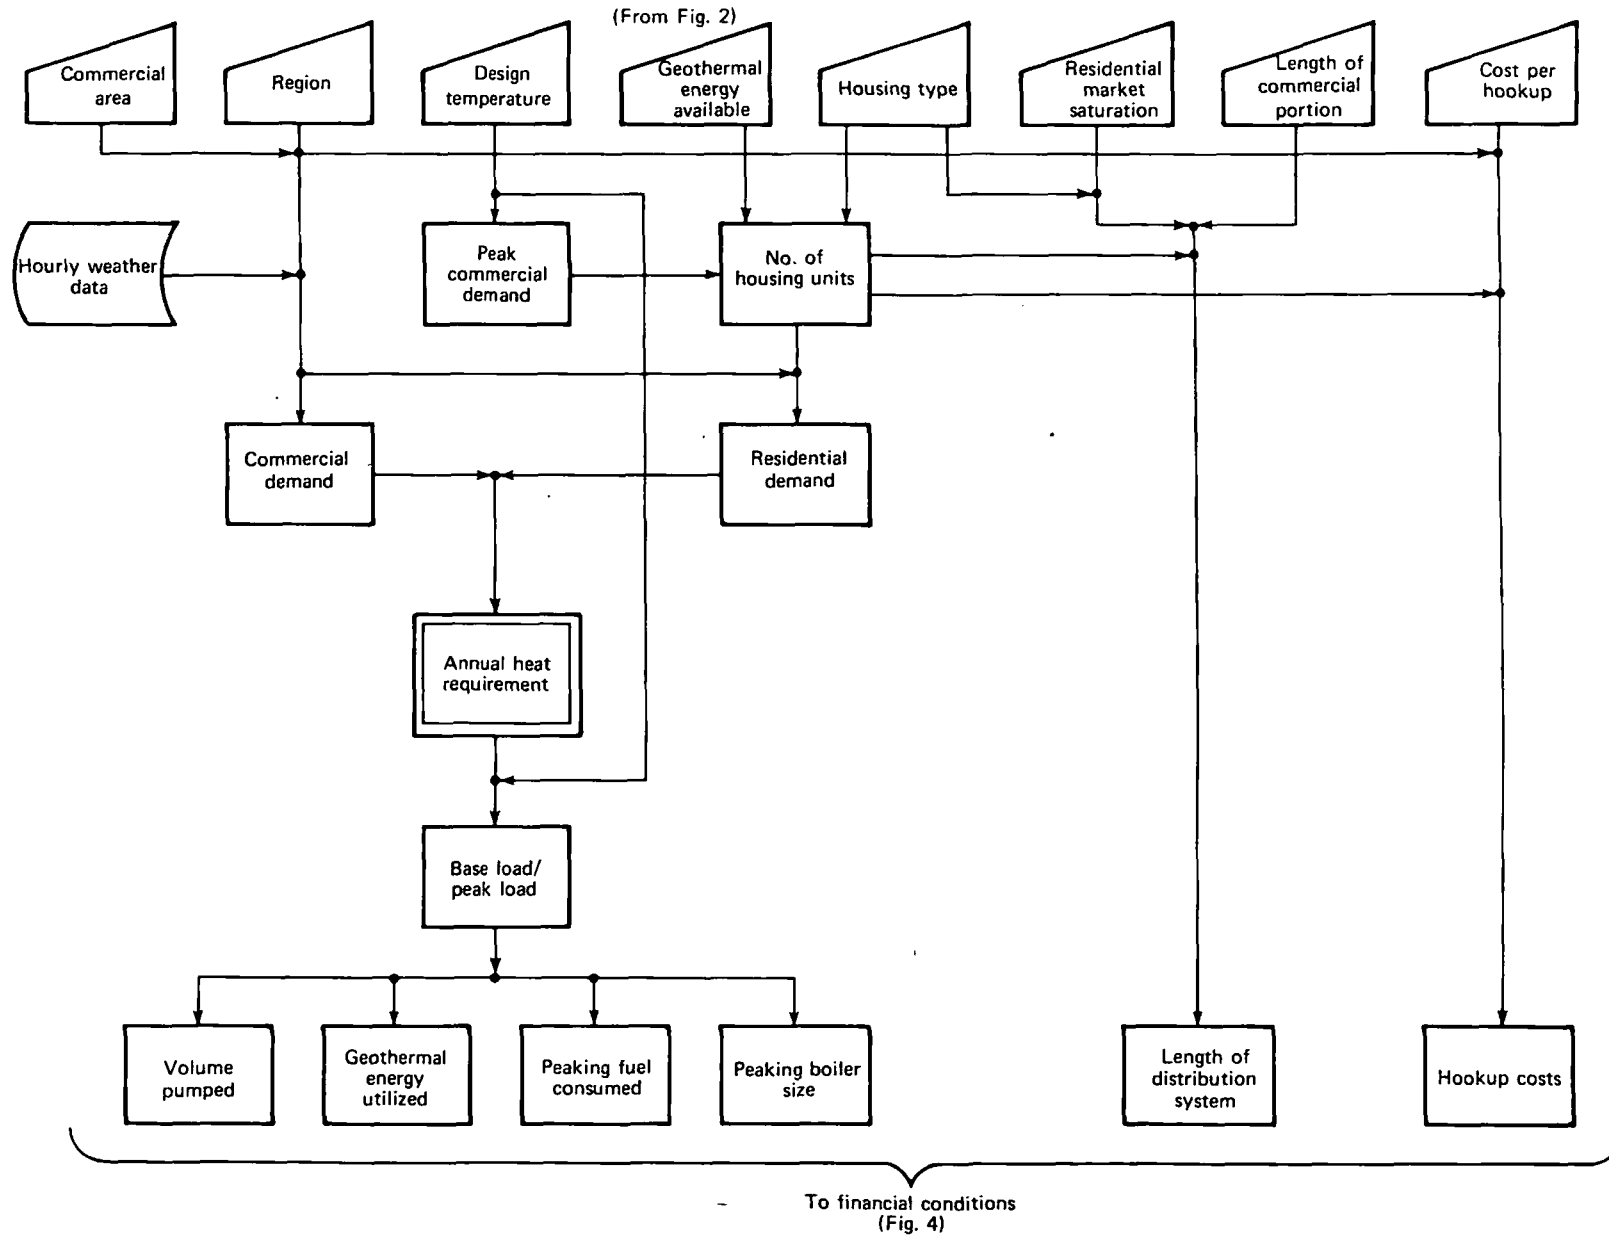 (From Fig. 2)
Commercial
area
Region
Design
temperature
Geothermal
energy
available
Housing type
Residential
market
saturation
Length of
commercial
portion
Cost per
hookup
Hourly weather
data
Peak
commercial
demand
No. of
housing units
Commercial
demand
Residential
demand
Annual heat
requirement
Base load/
peak load
Volume
pumped
Geothermal
energy
utilized
Peaking fuel
consumed
Peaking boiler
size
Length of
distribution
system
Hookup costs
To financial conditions
(Fig. 4)